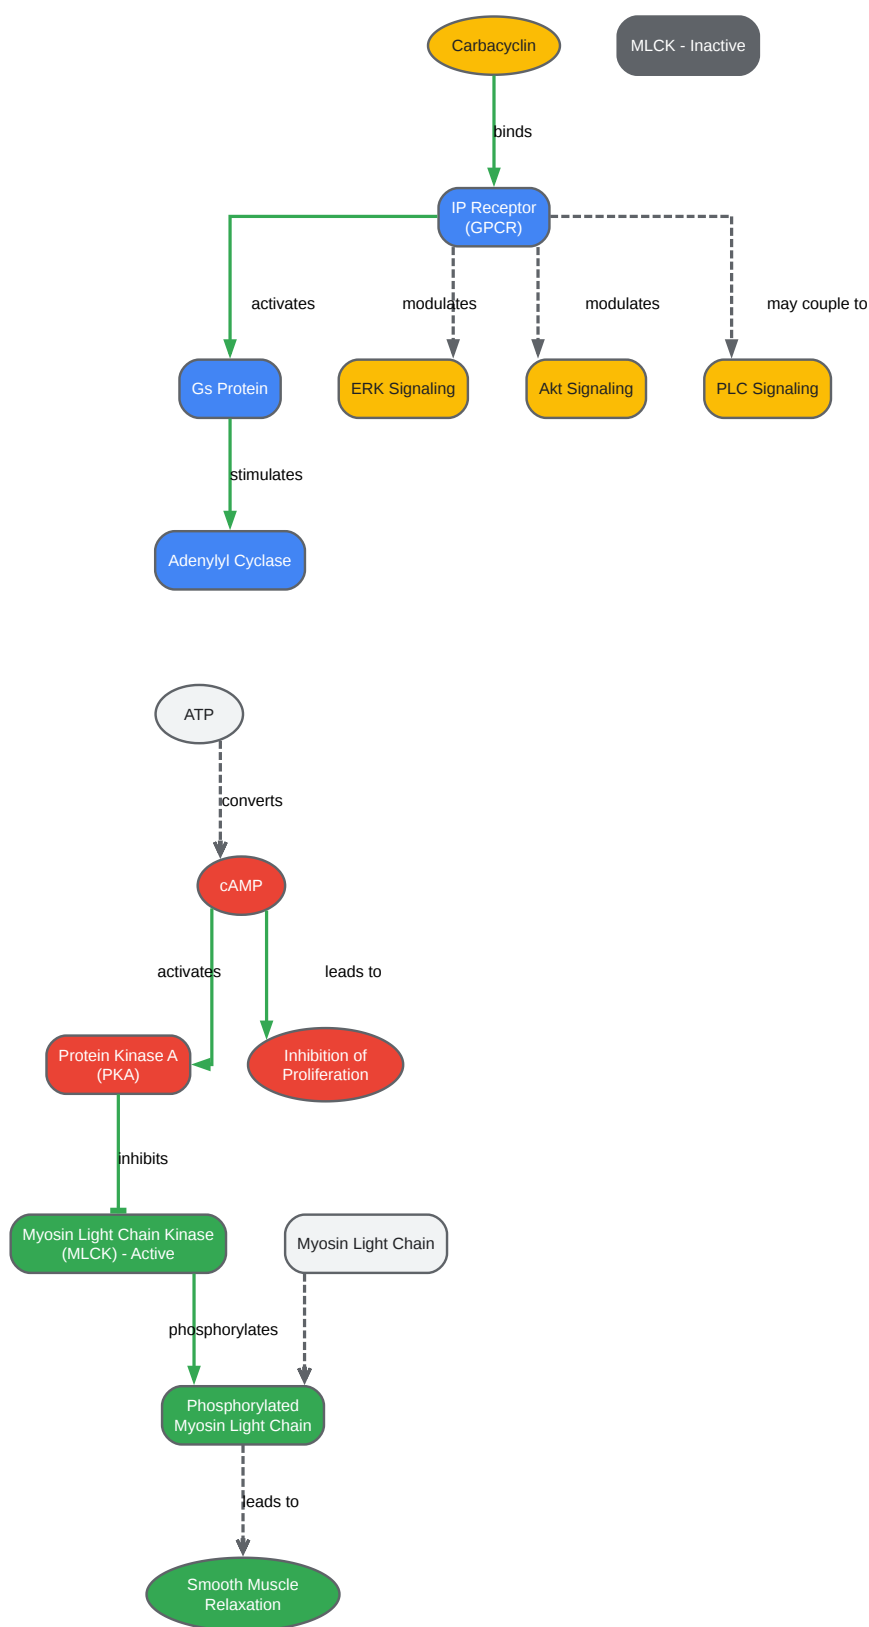 Carbacyclin
MLCK - Inactive
binds
IP Receptor
(GPCR)
activates
modulates
modulates
may couple to
Gs Protein
ERK Signaling
Akt Signaling
PLC Signaling
stimulates
Adenylyl Cyclase
ATP
converts
cAMP
activates
leads to
Protein Kinase A
(PKA)
Inhibition of
Proliferation
inhibits
Myosin Light Chain Kinase
(MLCK) - Active
Myosin Light Chain
phosphorylates
Phosphorylated
Myosin Light Chain
leads to
Smooth Muscle
Relaxation